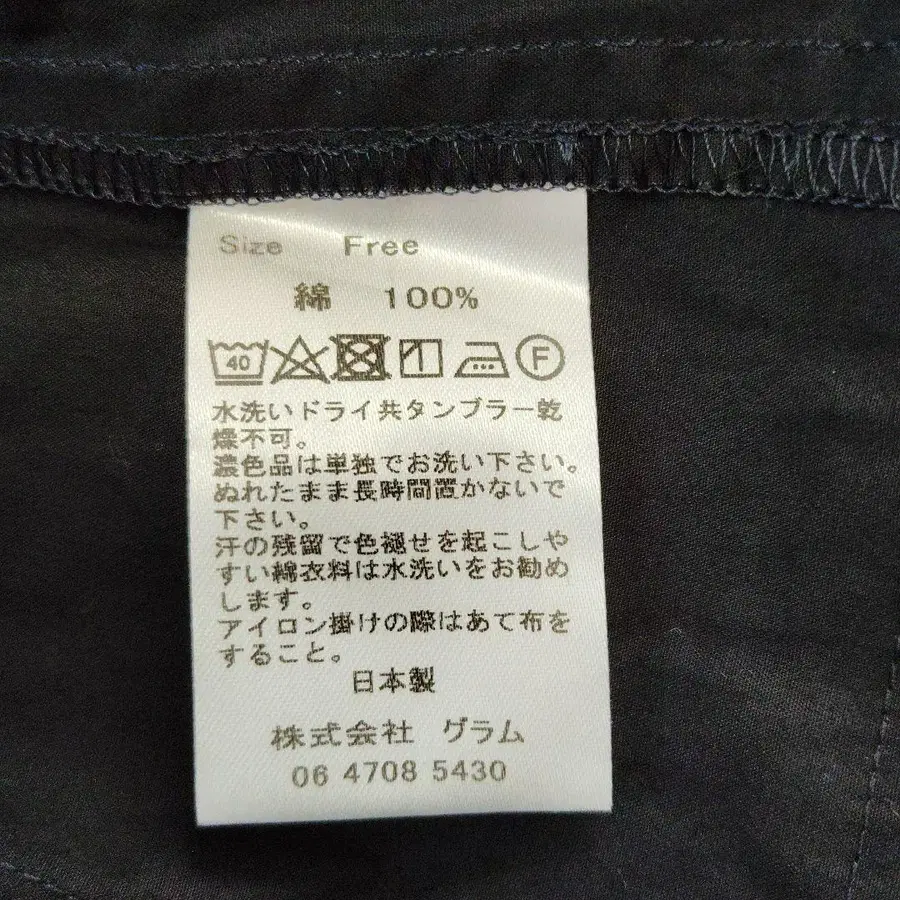 Size Free
綿 100%
40 F
水洗いドライ共タンブラー乾
燥不可。
濃色品は単独でお洗い下さい。
ぬれたまま長時間置かないで
下さい。
汗の残留で色褪せを起こしや
すい綿衣料は水洗いをお勧め
します。
アイロン掛けの際はあて布を
すること。
日本製
株式会社 グラム
06 4708 5430